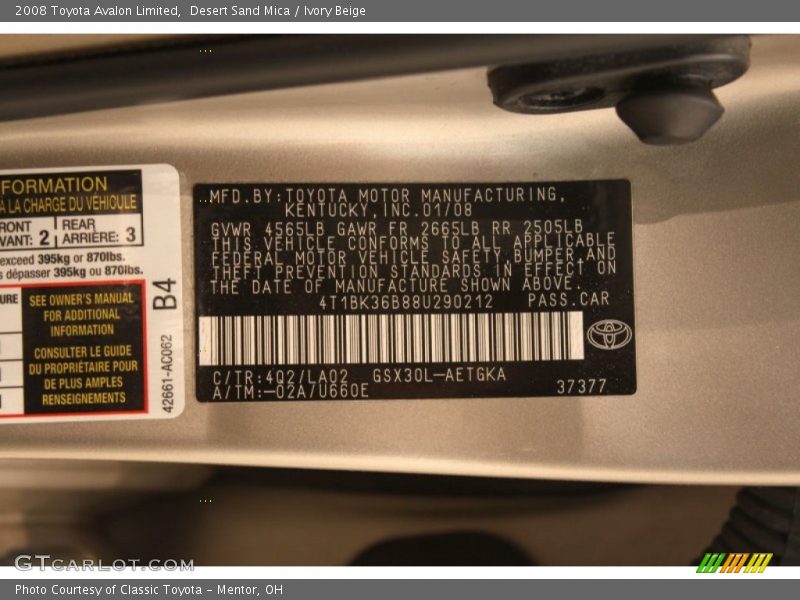 2008 Toyota Avalon Limited,  Desert Sand Mica / Ivory Beige
FORMATION
LA CHARGE DU VÉHICULE
RONT
VANT: 2
REAR
ARRIÈRE: 3
exceed 395kg or 870lbs.
s dépasser 395kg ou 870lbs.
URE
SEE OWNER'S MANUAL
FOR ADDITIONAL
INFORMATION
CONSULTER LE GUIDE
DU PROPRIÉTAIRE POUR
DE PLUS AMPLES
RENSEIGNEMENTS
B4
42661-AC062
MFD.BY:TOYOTA MOTOR MANUFACTURING,
KENTUCKY,INC.01/08
GVWR 4565LB GAWR FR 2665LB RR 2505LB
THIS VEHICLE CONFORMS TO ALL APPLICABLE
FEDERAL MOTOR VEHICLE SAFETY,BUMPER,AND
THEFT PREVENTION STANDARDS IN EFFECT ON
THE DATE OF MANUFACTURE SHOWN ABOVE.
4T1BK36B88U290212 PASS.CAR
C/TR:4Q2/LA02 GSX30L-AETGKA
A/TM:-02A/U660E 37377
GTCARLOT.COM
Photo Courtesy of Classic Toyota - Mentor, OH